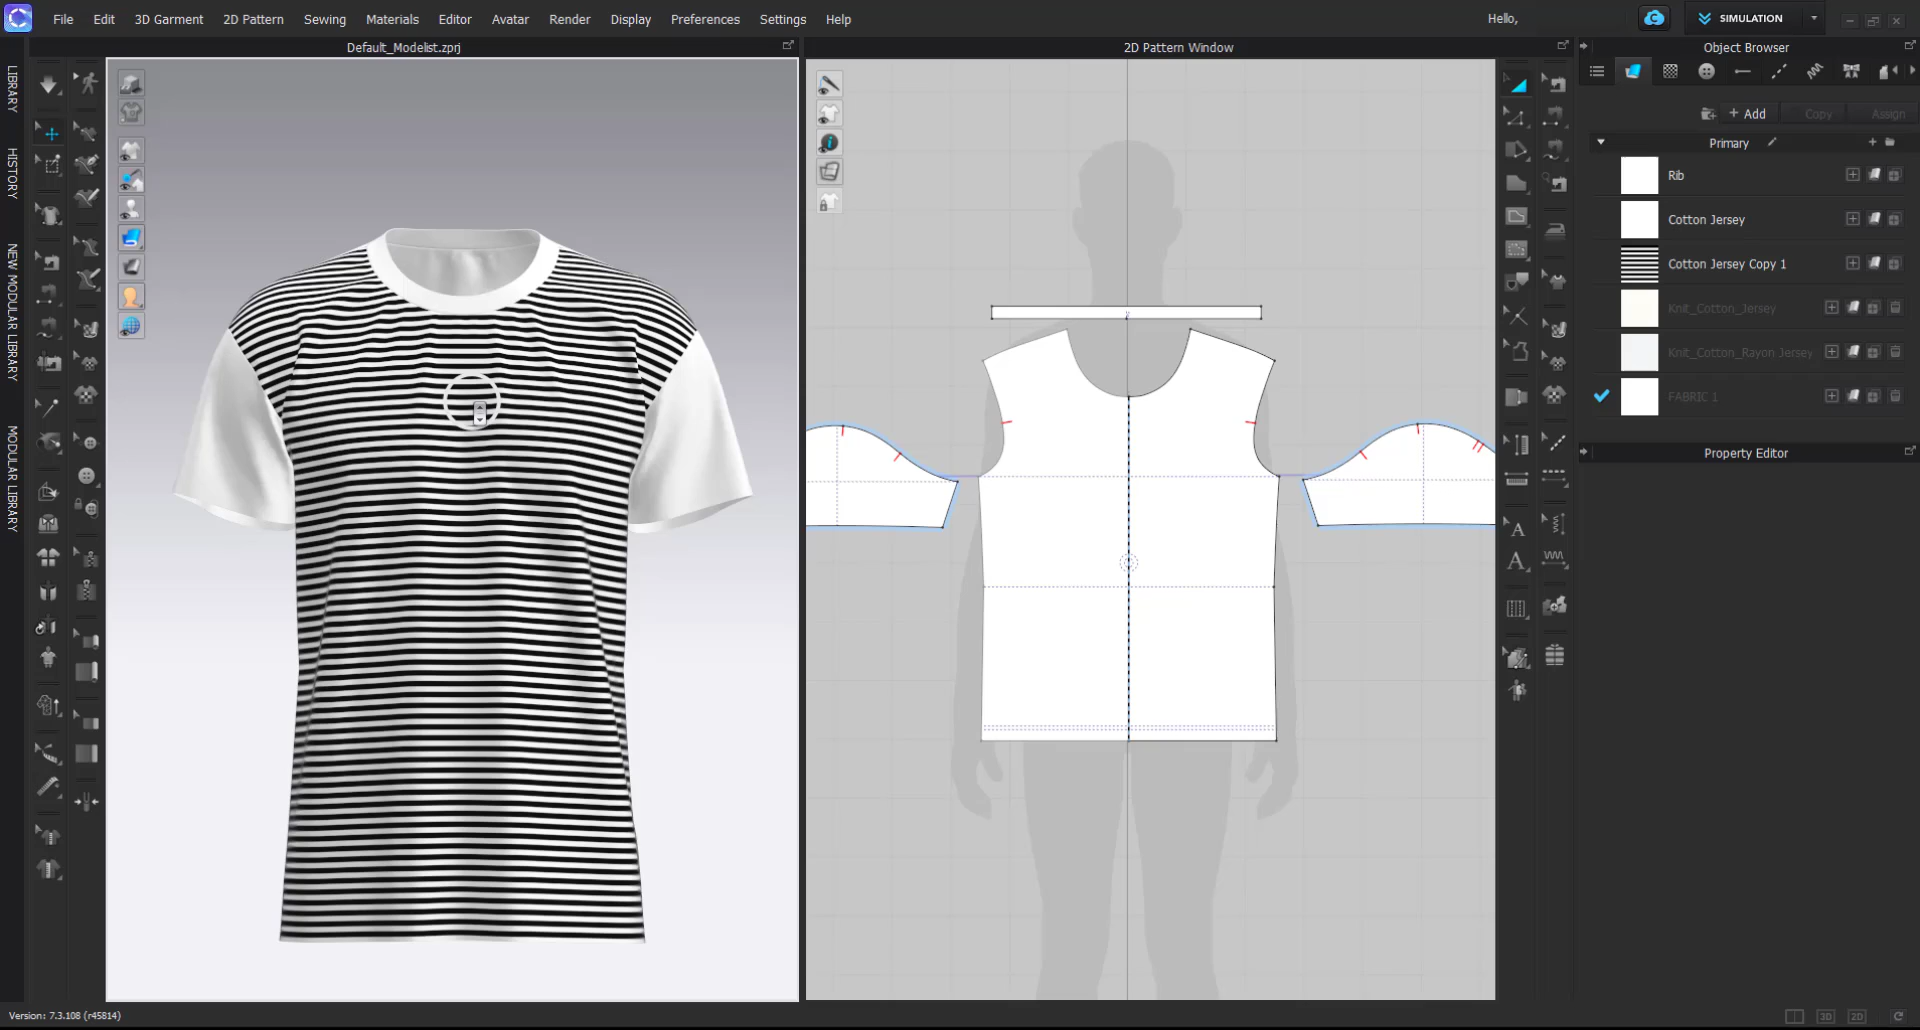 File Edit 3D Garment 2D Pattern Sewing Materials Editor Avatar Render Display Preferences Settings Help
Hello,
SIMULATION
Default_Modelist.zprj
2D Pattern Window
Object Browser
LIBRARY
HISTORY
NEW MODULAR LIBRARY
MODULAR LIBRARY
+ Add
Copy
Assign
Primary
Rib
Cotton Jersey
Cotton Jersey Copy 1
Knit_Cotton_Jersey
Knit_Cotton_Rayon Jersey
FABRIC 1
Property Editor
A
A
Version: 7.3.108 (r45814)
3D
2D